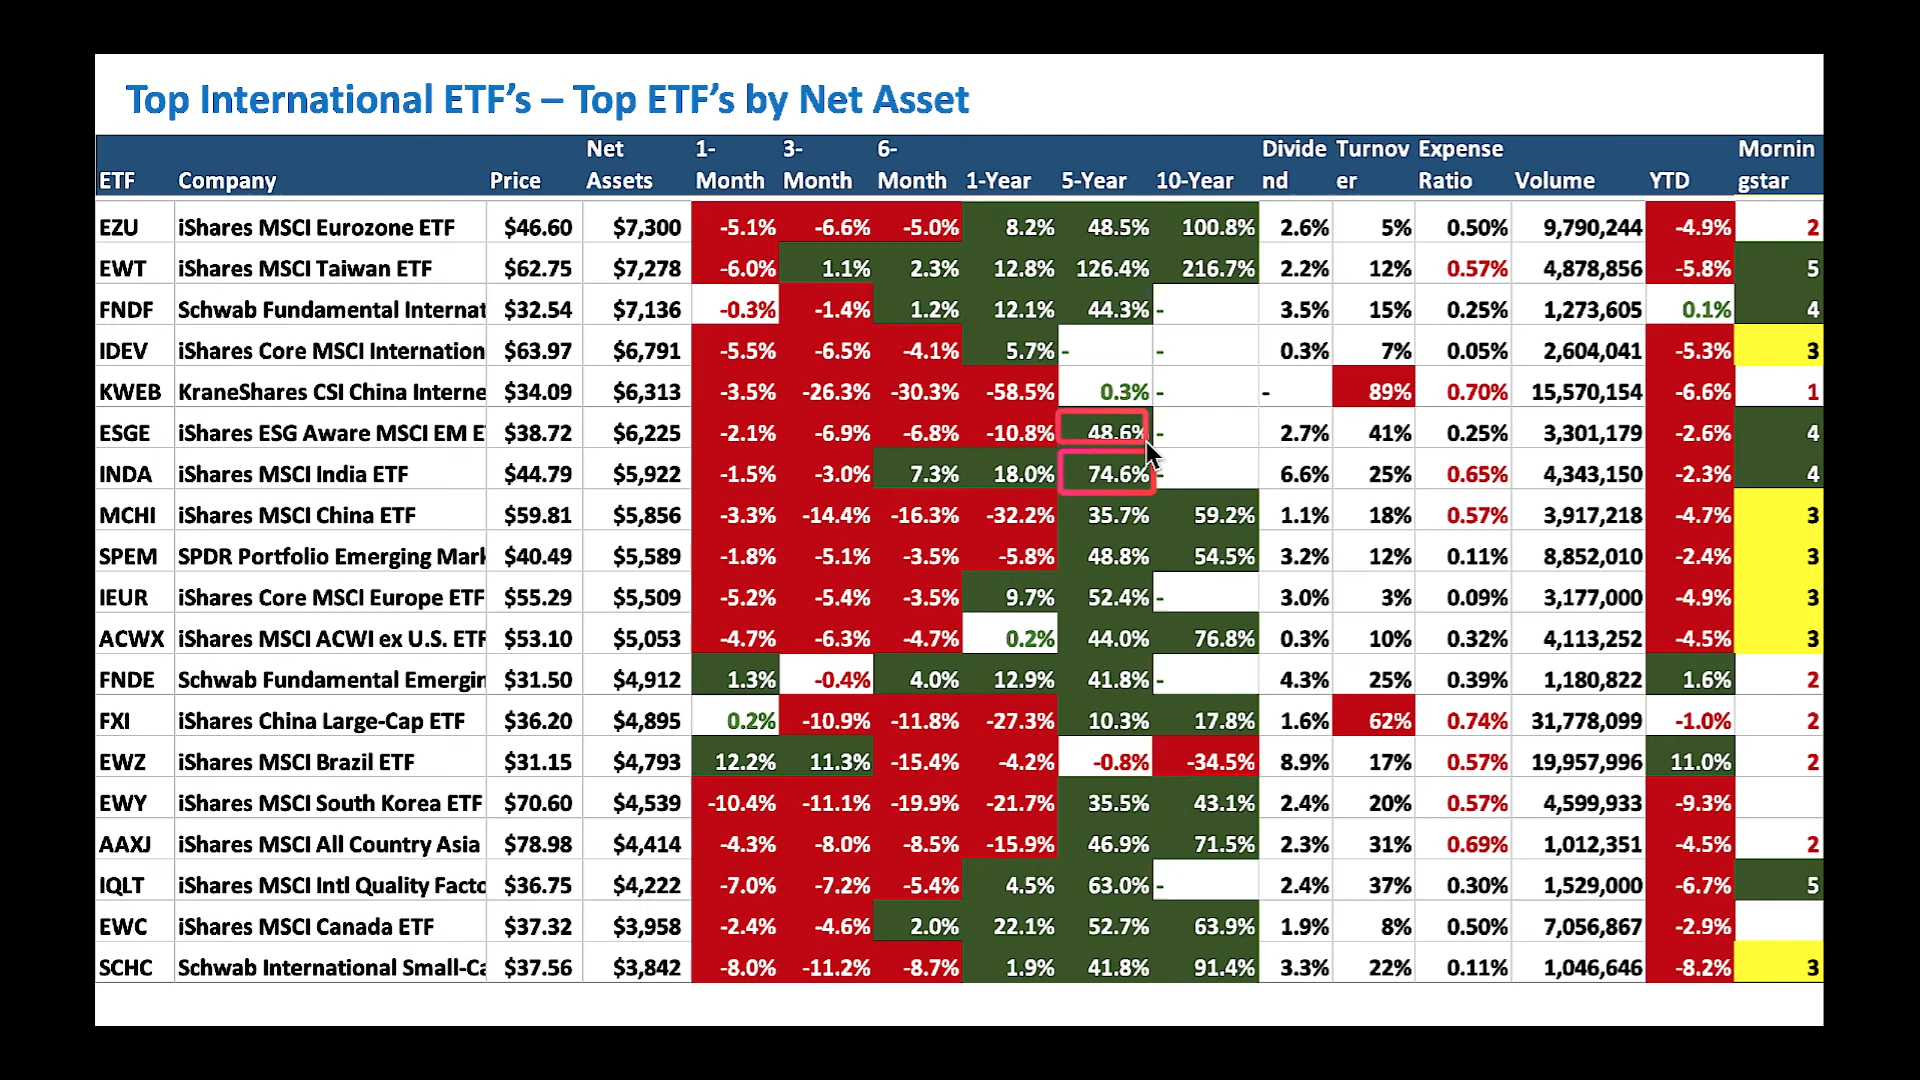 Top International ETF’s – Top ETF’s by Net Asset
ETF Company Price Net Assets 1-Month 3-Month 6-Month 1-Year 5-Year 10-Year Dividend Turnover Expense Ratio Volume YTD Morningstar
EZU iShares MSCI Eurozone ETF $46.60 $7,300 -5.1% -6.6% -5.0% 8.2% 48.5% 100.8% 2.6% 5% 0.50% 9,790,244 -4.9% 2
EWT iShares MSCI Taiwan ETF $62.75 $7,278 -6.0% 1.1% 2.3% 12.8% 126.4% 216.7% 2.2% 12% 0.57% 4,878,856 -5.8% 5
FNDF Schwab Fundamental Internat $32.54 $7,136 -0.3% -1.4% 1.2% 12.1% 44.3% - 3.5% 15% 0.25% 1,273,605 0.1% 4
IDEV iShares Core MSCI Internation $63.97 $6,791 -5.5% -6.5% -4.1% 5.7% - - 0.3% 7% 0.05% 2,604,041 -5.3% 3
KWEB KraneShares CSI China Interne $34.09 $6,313 -3.5% -26.3% -30.3% -58.5% 0.3% - - 89% 0.70% 15,570,154 -6.6% 1
ESGE iShares ESG Aware MSCI EM E $38.72 $6,225 -2.1% -6.9% -6.8% -10.8% 48.6% - 2.7% 41% 0.25% 3,301,179 -2.6% 4
INDA iShares MSCI India ETF $44.79 $5,922 -1.5% -3.0% 7.3% 18.0% 74.6% - 6.6% 25% 0.65% 4,343,150 -2.3% 4
MCHI iShares MSCI China ETF $59.81 $5,856 -3.3% -14.4% -16.3% -32.2% 35.7% 59.2% 1.1% 18% 0.57% 3,917,218 -4.7% 3
SPEM SPDR Portfolio Emerging Mark $40.49 $5,589 -1.8% -5.1% -3.5% -5.8% 48.8% 54.5% 3.2% 12% 0.11% 8,852,010 -2.4% 3
IEUR iShares Core MSCI Europe ETF $55.29 $5,509 -5.2% -5.4% -3.5% 9.7% 52.4% - 3.0% 3% 0.09% 3,177,000 -4.9% 3
ACWX iShares MSCI ACWI ex U.S. ETF $53.10 $5,053 -4.7% -6.3% -4.7% 0.2% 44.0% 76.8% 0.3% 10% 0.32% 4,113,252 -4.5% 3
FNDE Schwab Fundamental Emergin $31.50 $4,912 1.3% -0.4% 4.0% 12.9% 41.8% - 4.3% 25% 0.39% 1,180,822 1.6% 2
FXI iShares China Large-Cap ETF $36.20 $4,895 0.2% -10.9% -11.8% -27.3% 10.3% 17.8% 1.6% 62% 0.74% 31,778,099 -1.0% 2
EWZ iShares MSCI Brazil ETF $31.15 $4,793 12.2% 11.3% -15.4% -4.2% -0.8% -34.5% 8.9% 17% 0.57% 19,957,996 11.0% 2
EWY iShares MSCI South Korea ETF $70.60 $4,539 -10.4% -11.1% -19.9% -21.7% 35.5% 43.1% 2.4% 20% 0.57% 4,599,933 -9.3%
AAXJ iShares MSCI All Country Asia $78.98 $4,414 -4.3% -8.0% -8.5% -15.9% 46.9% 71.5% 2.3% 31% 0.69% 1,012,351 -4.5% 2
IQLT iShares MSCI Intl Quality Facto $36.75 $4,222 -7.0% -7.2% -5.4% 4.5% 63.0% - 2.4% 37% 0.30% 1,529,000 -6.7% 5
EWC iShares MSCI Canada ETF $37.32 $3,958 -2.4% -4.6% 2.0% 22.1% 52.7% 63.9% 1.9% 8% 0.50% 7,056,867 -2.9%
SCHC Schwab International Small-Ca $37.56 $3,842 -8.0% -11.2% -8.7% 1.9% 41.8% 91.4% 3.3% 22% 0.11% 1,046,646 -8.2% 3